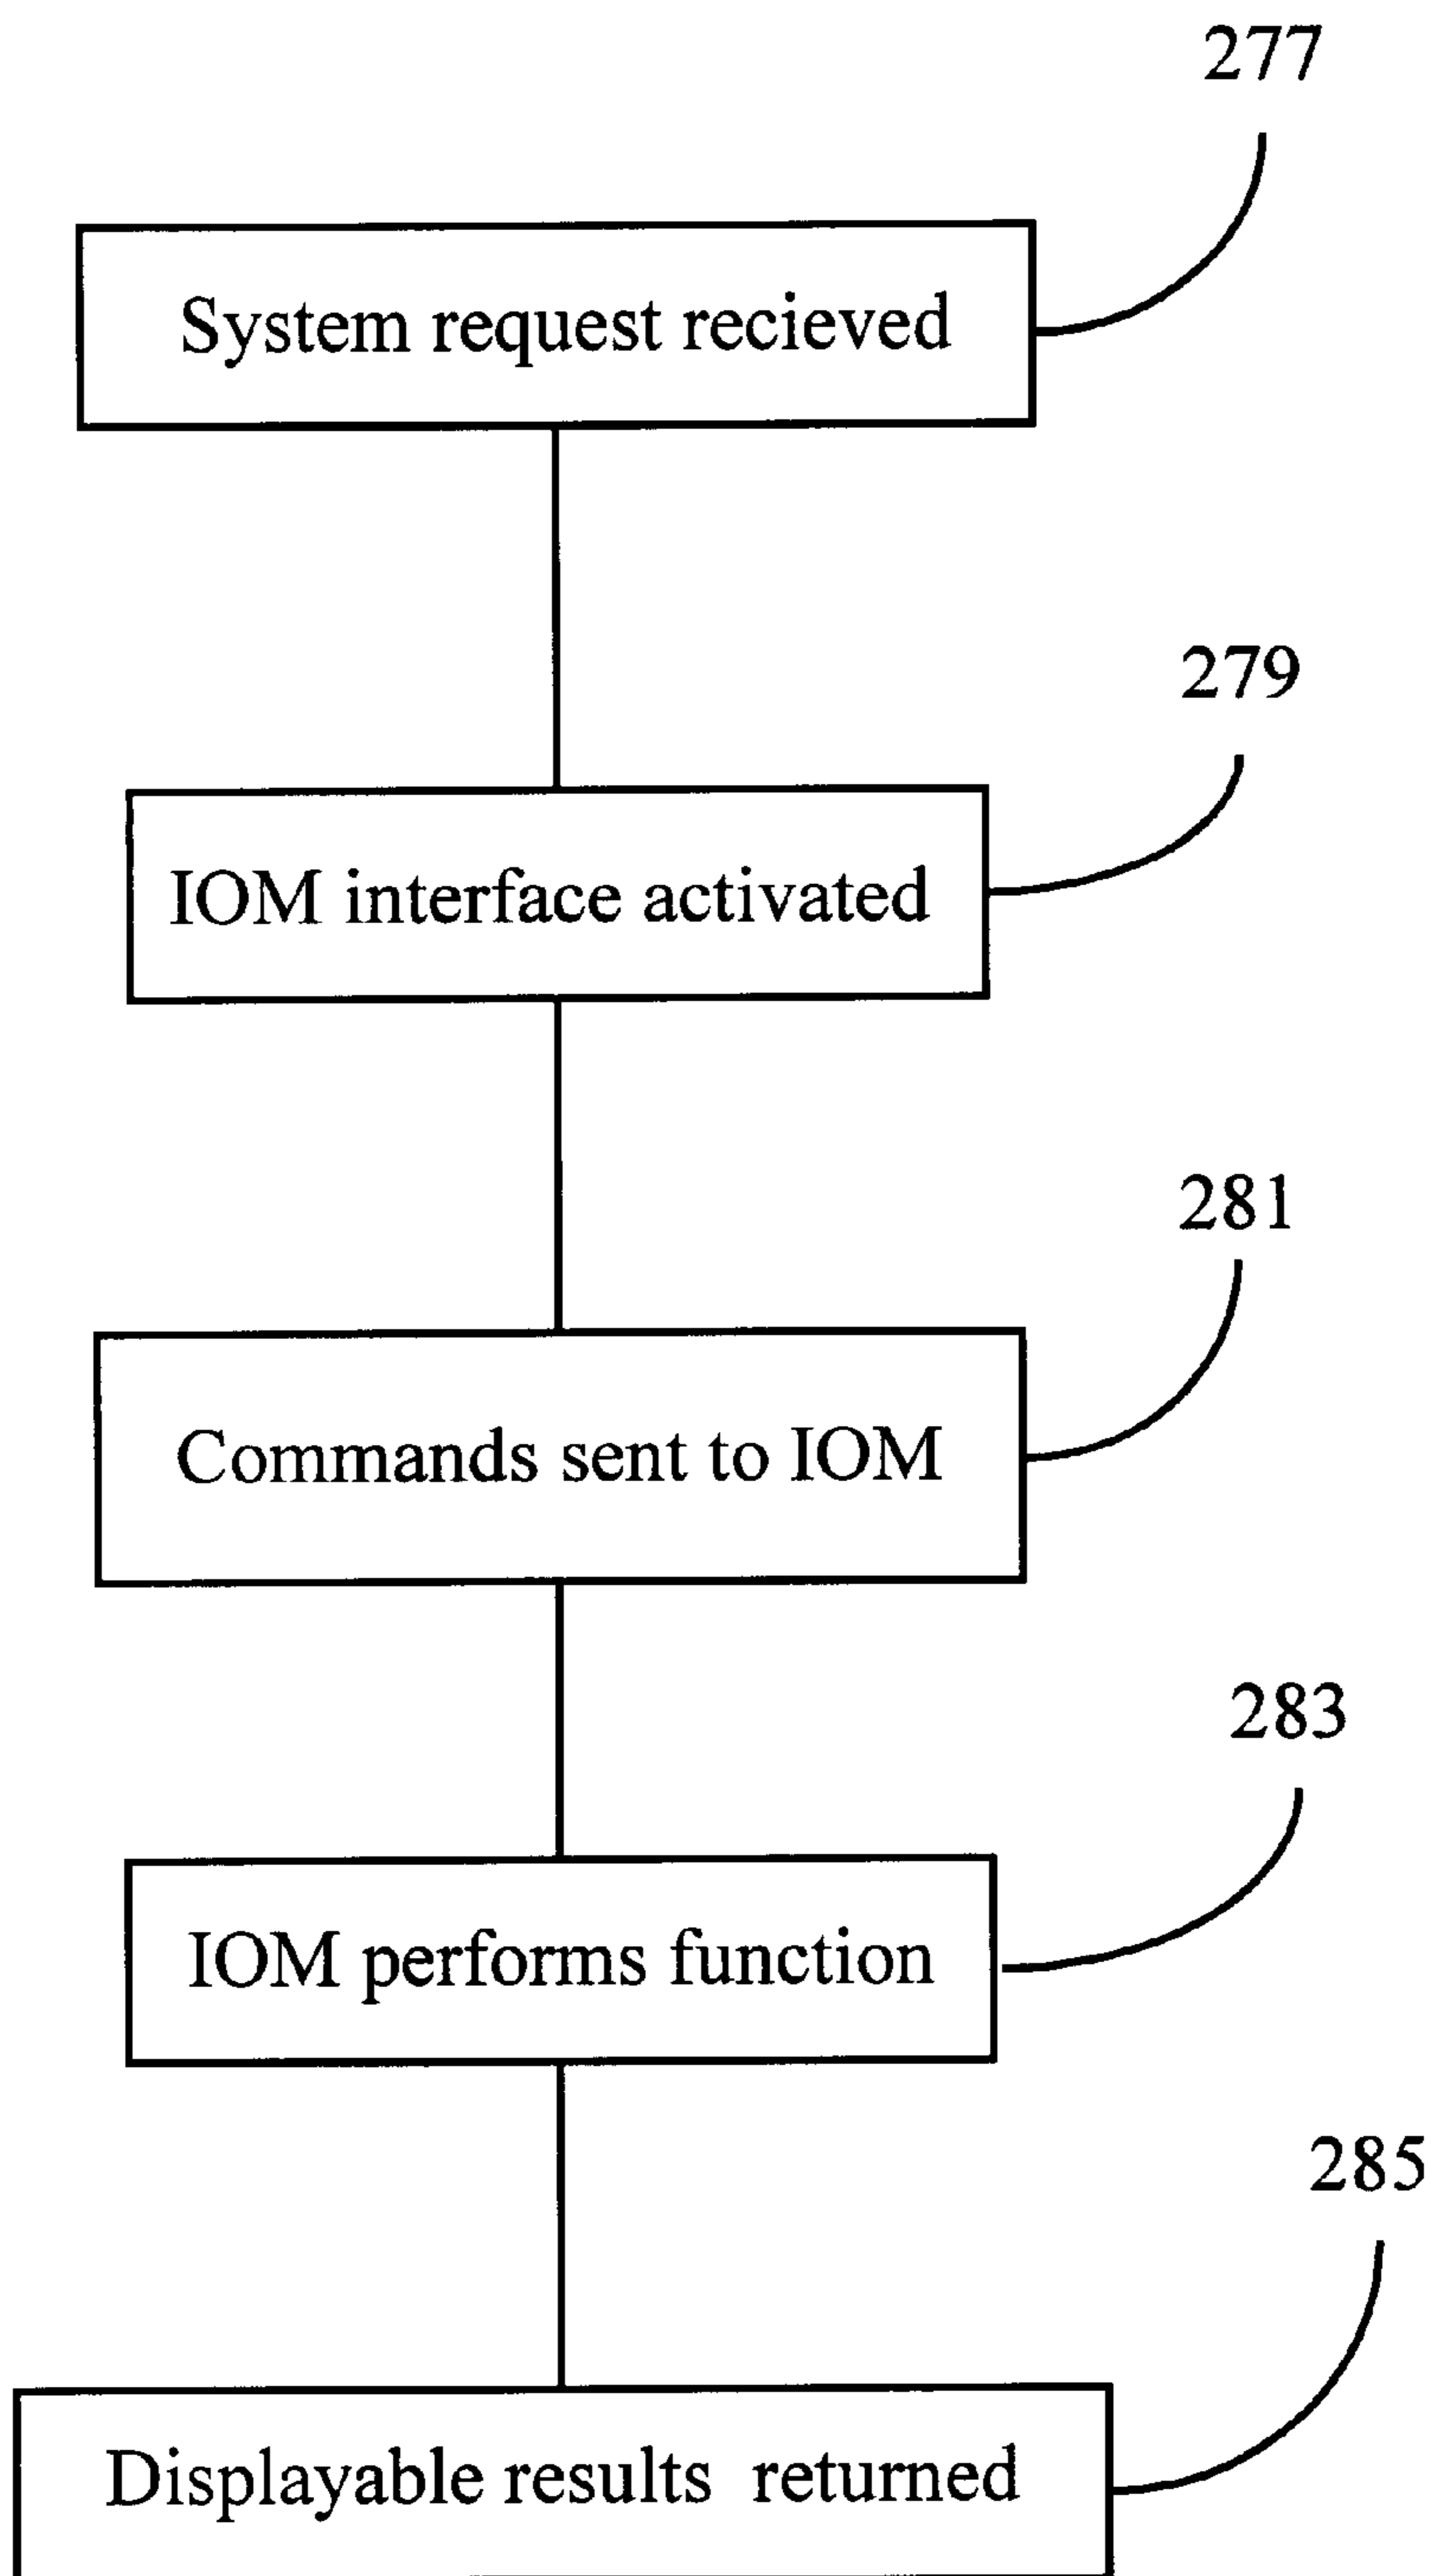 277
System request recieved
279
IOM interface activated
281
Commands sent to IOM
283
IOM performs function
285
Displayable results returned